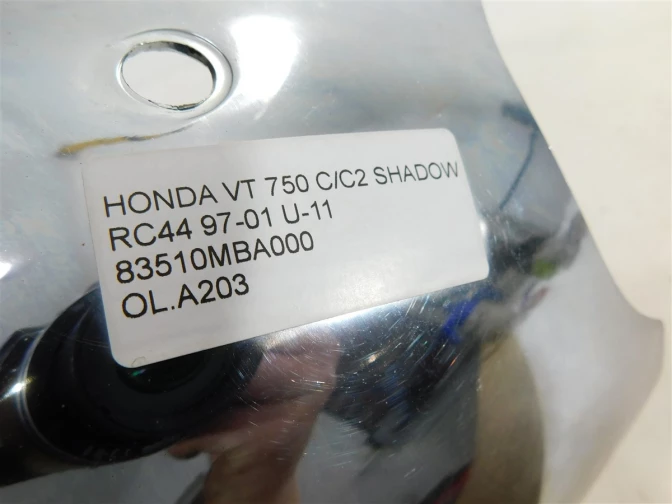 HONDA VT 750 C/C2 SHADOW
RC44 97-01 U-11
83510MBA000
OL.A203